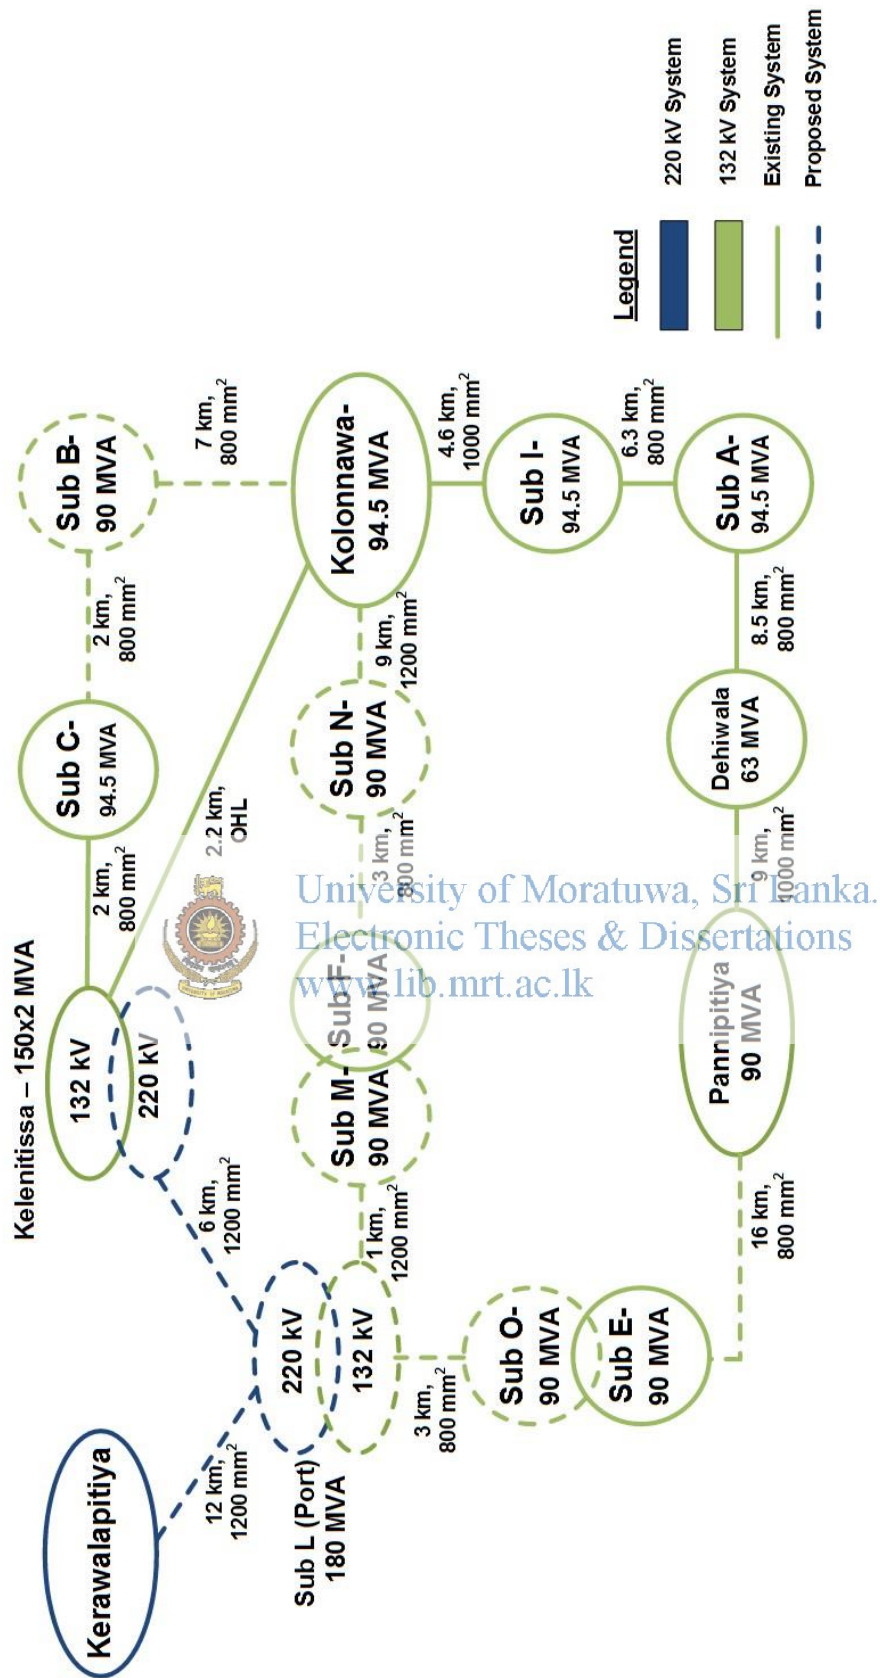 Kelenitissa – 150x2 MVA
Kerawalapitiya
12 km,
1200 mm²
Sub L (Port)
180 MVA
220 kV
132 kV
6 km,
1200 mm²
132 kV
220 kV
2 km,
800 mm²
Sub C-
94.5 MVA
2 km,
800 mm²
Sub B-
90 MVA
7 km,
800 mm²
2.2 km,
OHL
1 km,
1200 mm²
Sub M-
90 MVA
Sub F-
90 MVA
3 km,
800 mm²
Sub N-
90 MVA
9 km,
1200 mm²
Kolonnawa-
94.5 MVA
4.6 km,
1000 mm²
Sub I-
94.5 MVA
6.3 km,
800 mm²
Sub A-
94.5 MVA
8.5 km,
800 mm²
Dehiwala
63 MVA
9 km,
1000 mm²
Pannipitiya
90 MVA
16 km,
800 mm²
3 km,
800 mm²
Sub O-
90 MVA
Sub E-
90 MVA
Legend
220 kV System
132 kV System
Existing System
Proposed System
University of Moratuwa, Sri Lanka.
Electronic Theses & Dissertations
www.lib.mrt.ac.lk